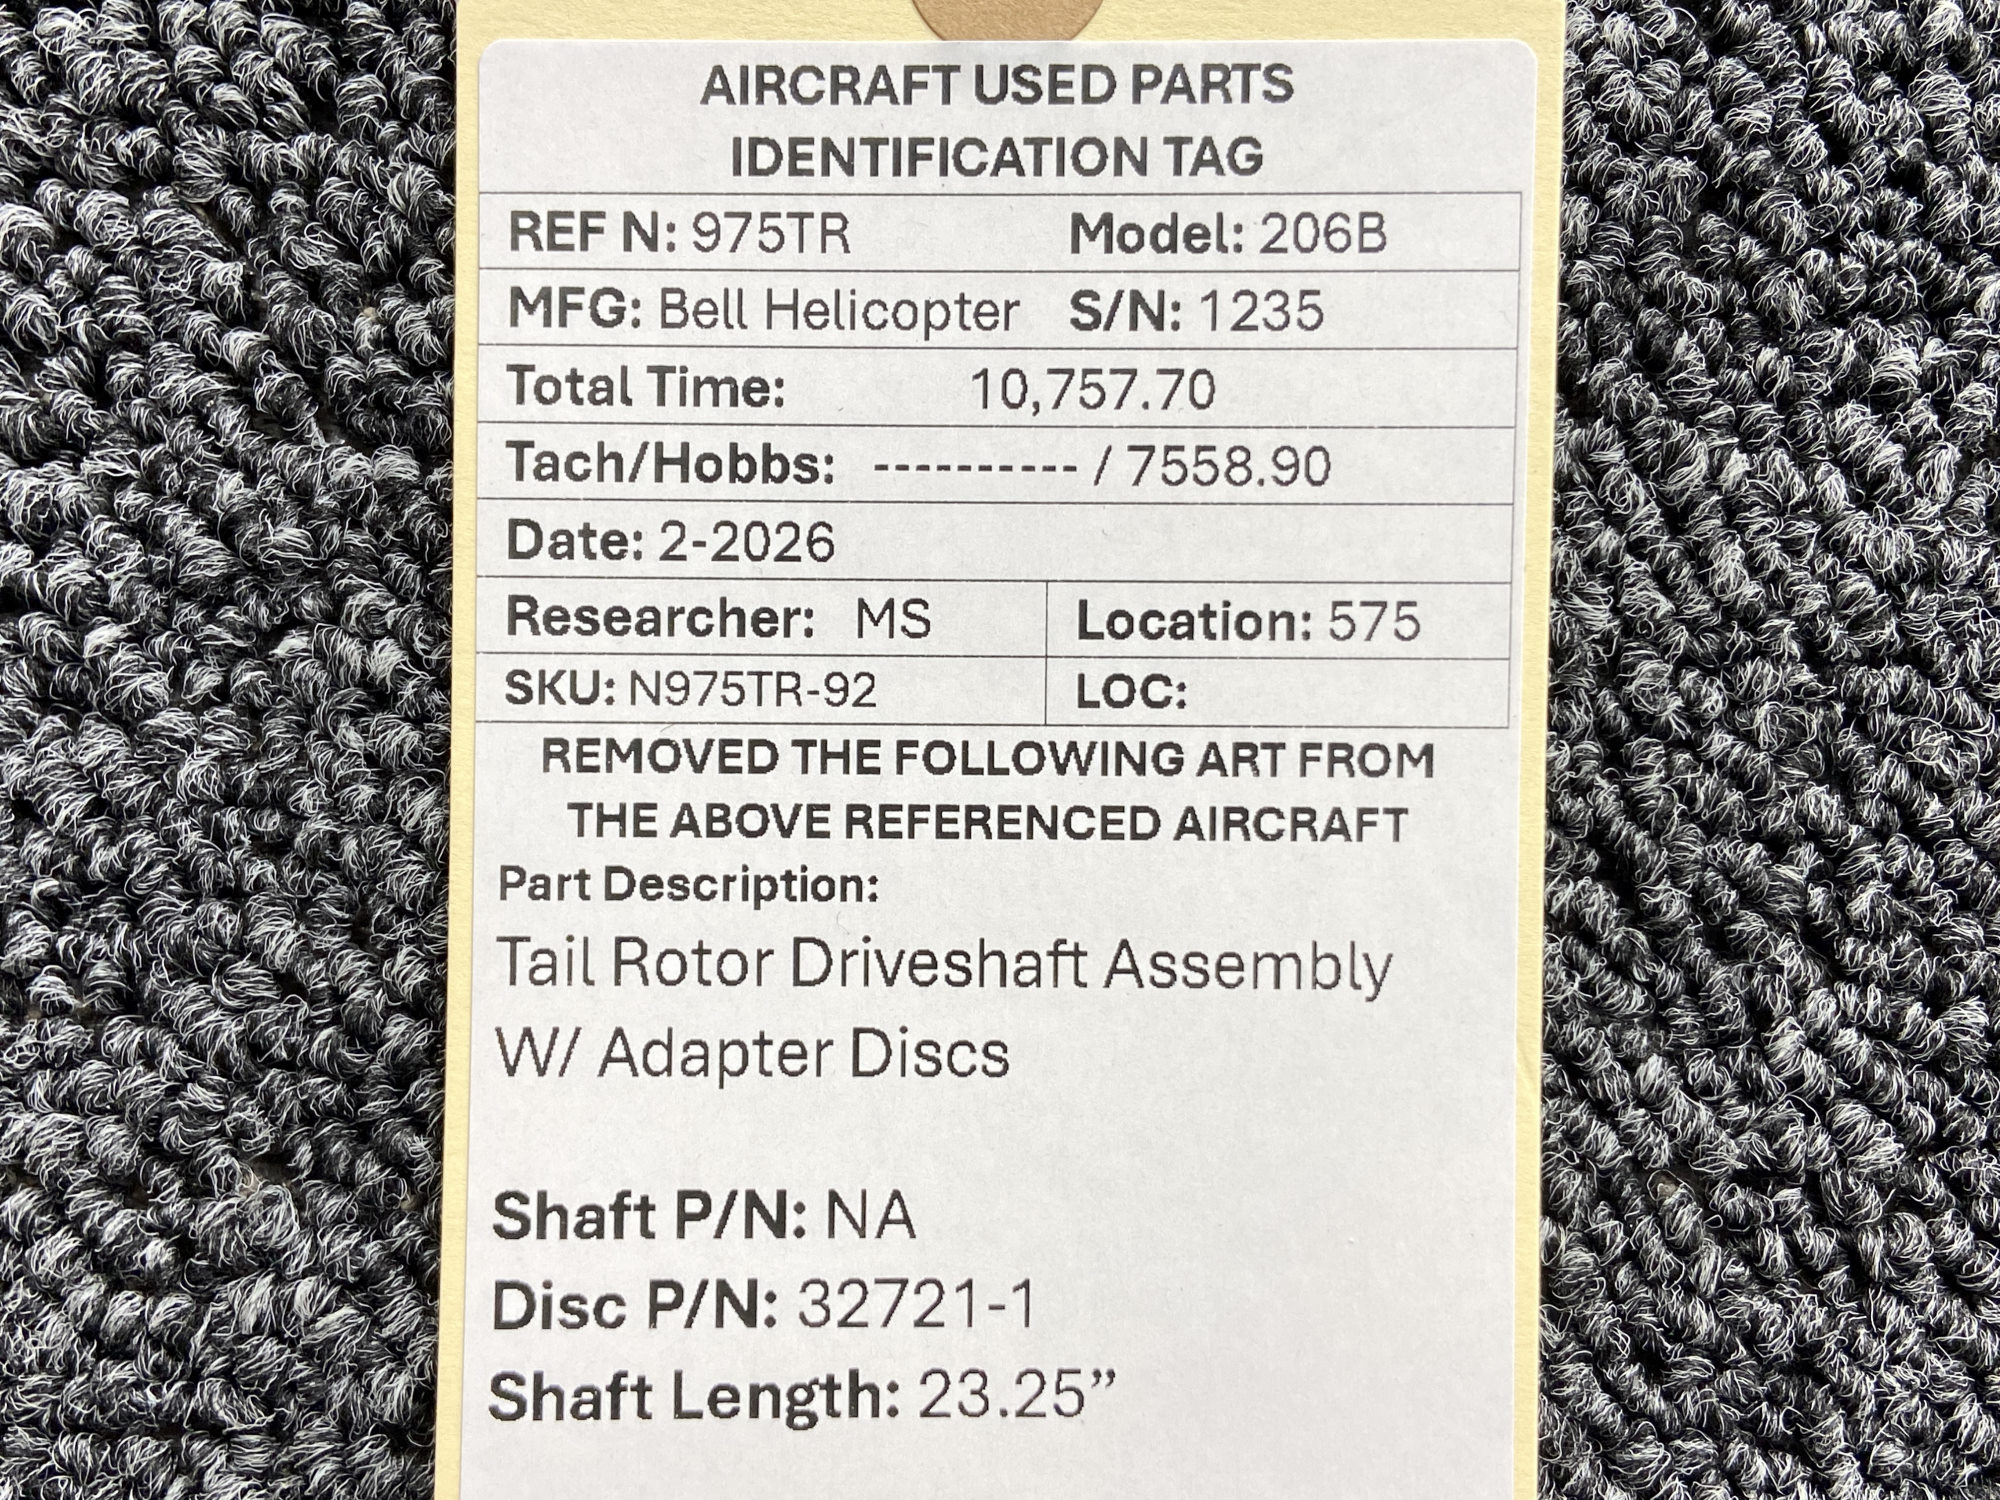 AIRCRAFT USED PARTS
IDENTIFICATION TAG
REF N: 975TR Model: 206B
MFG: Bell Helicopter S/N: 1235
Total Time: 10,757.70
Tach/Hobbs: ---------- / 7558.90
Date: 2-2026
Researcher: MS Location: 575
SKU: N975TR-92 LOC:
REMOVED THE FOLLOWING ART FROM
THE ABOVE REFERENCED AIRCRAFT
Part Description:
Tail Rotor Driveshaft Assembly
W/ Adapter Discs
Shaft P/N: NA
Disc P/N: 32721-1
Shaft Length: 23.25”